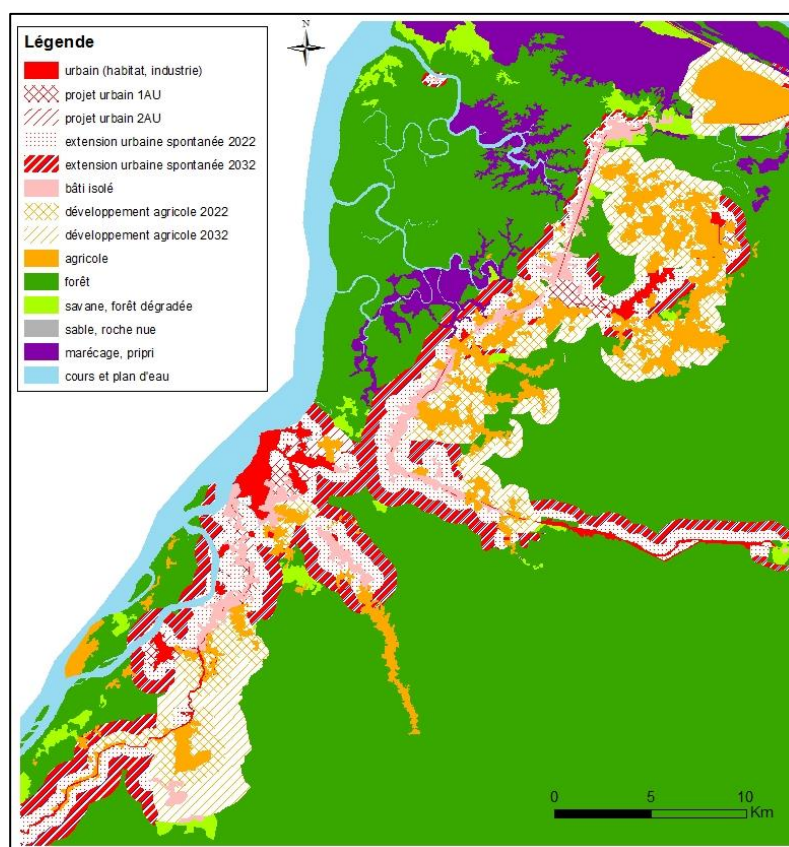 Légende
urbain (habitat, industrie)
projet urbain 1AU
projet urbain 2AU
extension urbaine spontanée 2022
extension urbaine spontanée 2032
bâti isolé
développement agricole 2022
développement agricole 2032
agricole
forêt
savane, forêt dégradée
sable, roche nue
marécage, pripri
cours et plan d'eau
N
0 5 10
Km